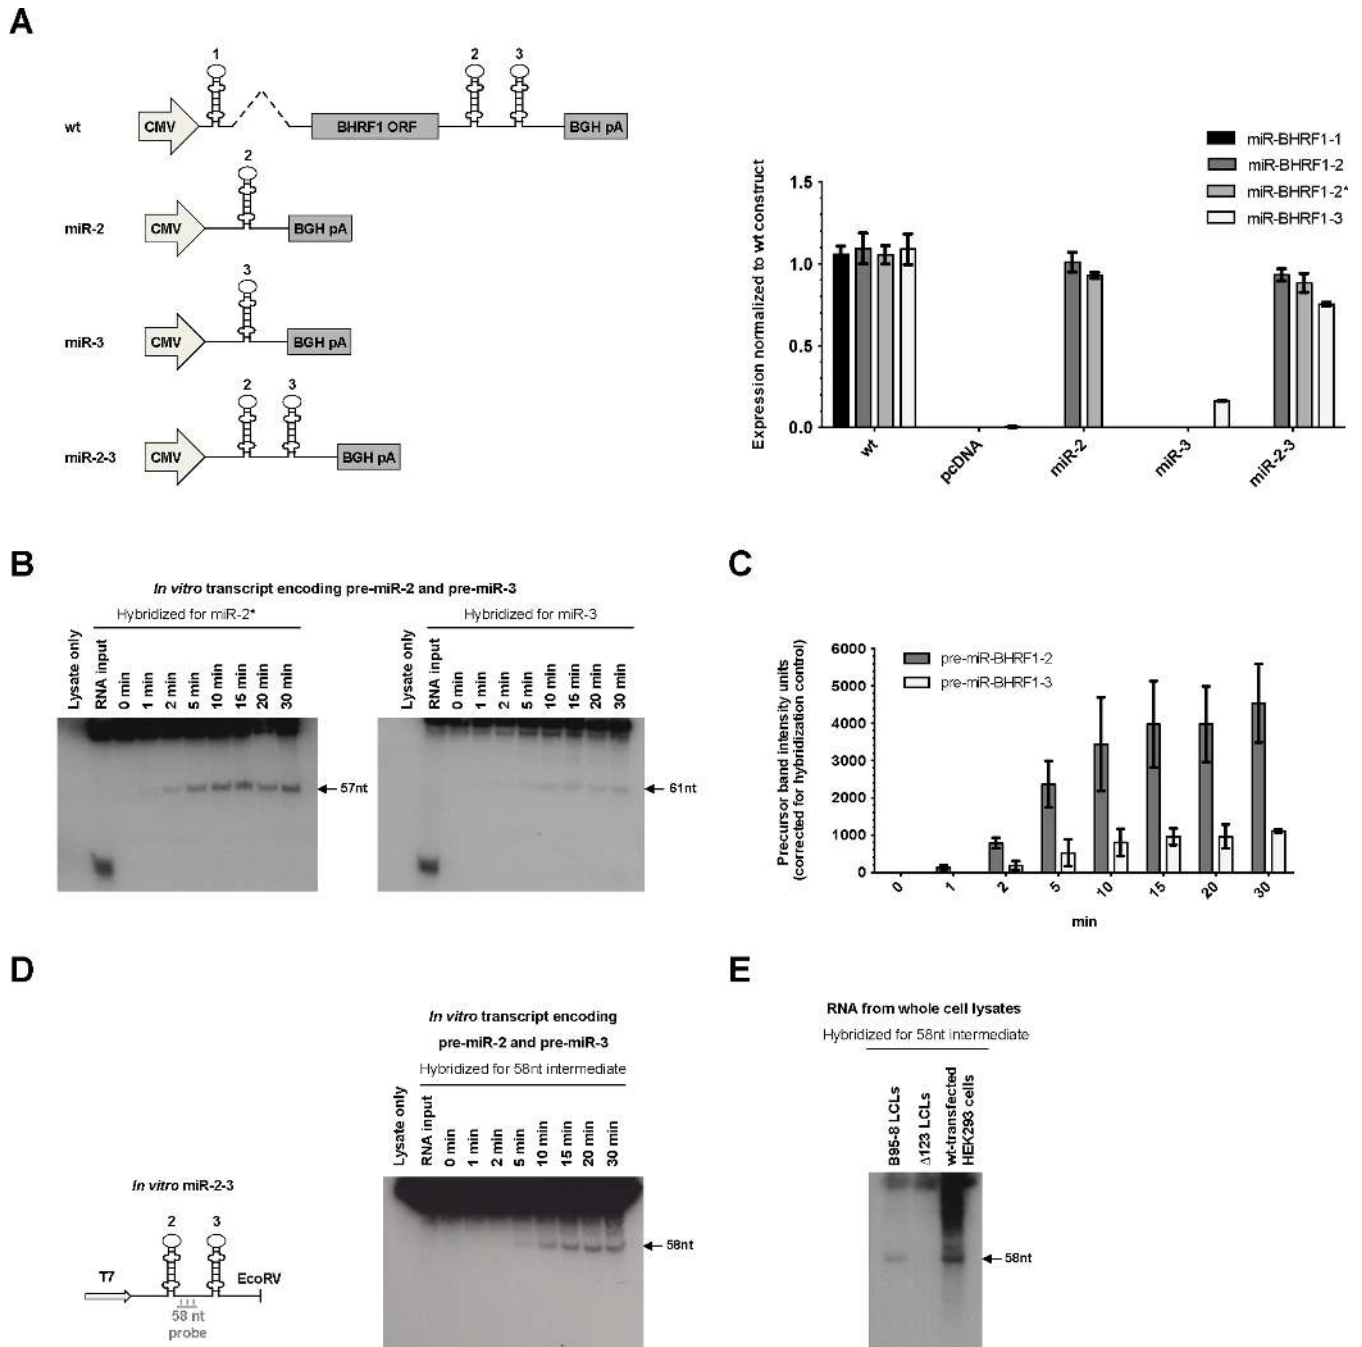 A
1
2
3
wt
CMV
BHRF1 ORF
BGH pA
2
miR-2
CMV
BGH pA
3
miR-3
CMV
BGH pA
2
3
miR-2-3
CMV
BGH pA
miR-BHRF1-1
miR-BHRF1-2
miR-BHRF1-2*
miR-BHRF1-3
Expression normalized to wt construct
1.5
1.0
0.5
0.0
wt
pcDNA
miR-2
miR-3
miR-2-3
B
In vitro transcript encoding pre-miR-2 and pre-miR-3
Hybridized for miR-2*
Lysate only
RNA input
0 min
1 min
2 min
5 min
10 min
15 min
20 min
30 min
57nt
Hybridized for miR-3
Lysate only
RNA input
0 min
1 min
2 min
5 min
10 min
15 min
20 min
30 min
61nt
C
pre-miR-BHRF1-2
pre-miR-BHRF1-3
Precursor band intensity units
(corrected for hybridization control)
6000
5000
4000
3000
2000
1000
0
0
1
2
5
10
15
20
30
min
D
In vitro miR-2-3
2
3
T7
EcoRV
58 nt
probe
In vitro transcript encoding
pre-miR-2 and pre-miR-3
Hybridized for 58nt intermediate
Lysate only
RNA input
0 min
1 min
2 min
5 min
10 min
15 min
20 min
30 min
58nt
E
RNA from whole cell lysates
Hybridized for 58nt intermediate
B95-8 LCLs
Δ123 LCLs
wt-transfected
HEK293 cells
58nt